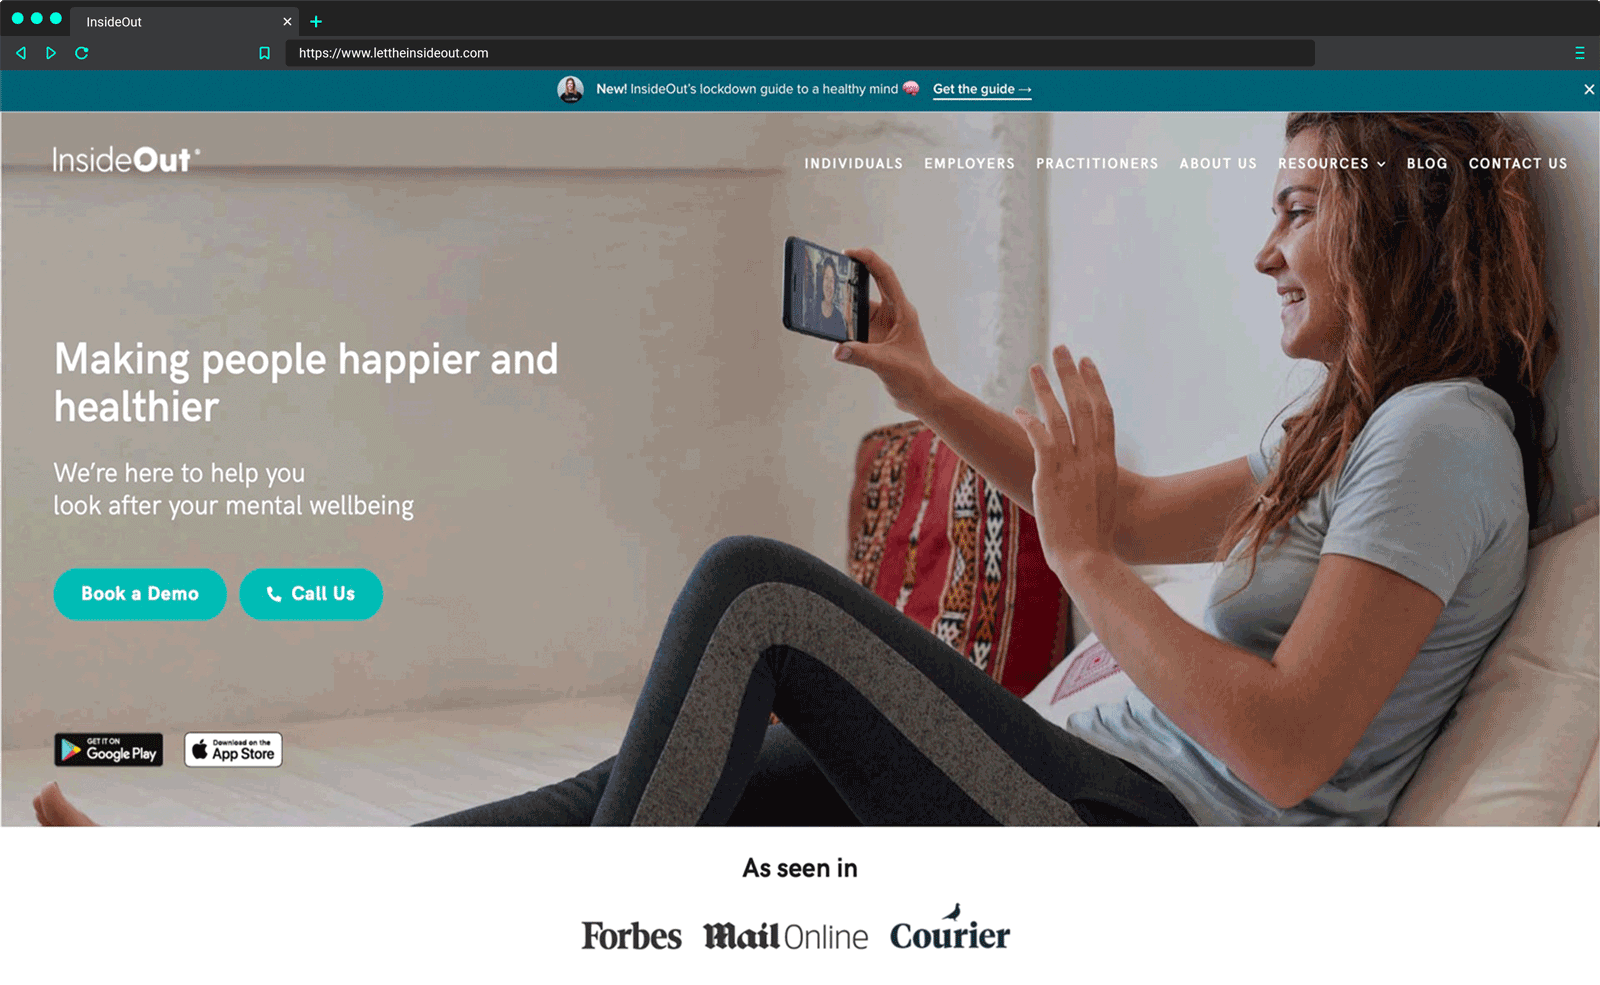 InsideOut
https://www.lettheinsideout.com
New! InsideOut's lockdown guide to a healthy mind Get the guide →
InsideOut
INDIVIDUALS EMPLOYERS PRACTITIONERS ABOUT US RESOURCES BLOG CONTACT US
Making people happier and
healthier
We're here to help you
look after your mental wellbeing
Book a Demo Call Us
GET IT ON
Google Play
Download on the
App Store
As seen in
Forbes Mail Online Courier